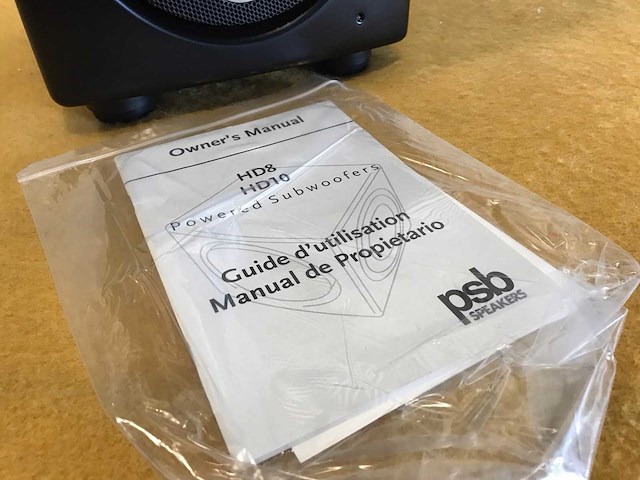 Owner's Manual
HD8
HD10
Powered Subwoofers
Guide d'utilisation
Manual de Propietario
psb
SPEAKERS